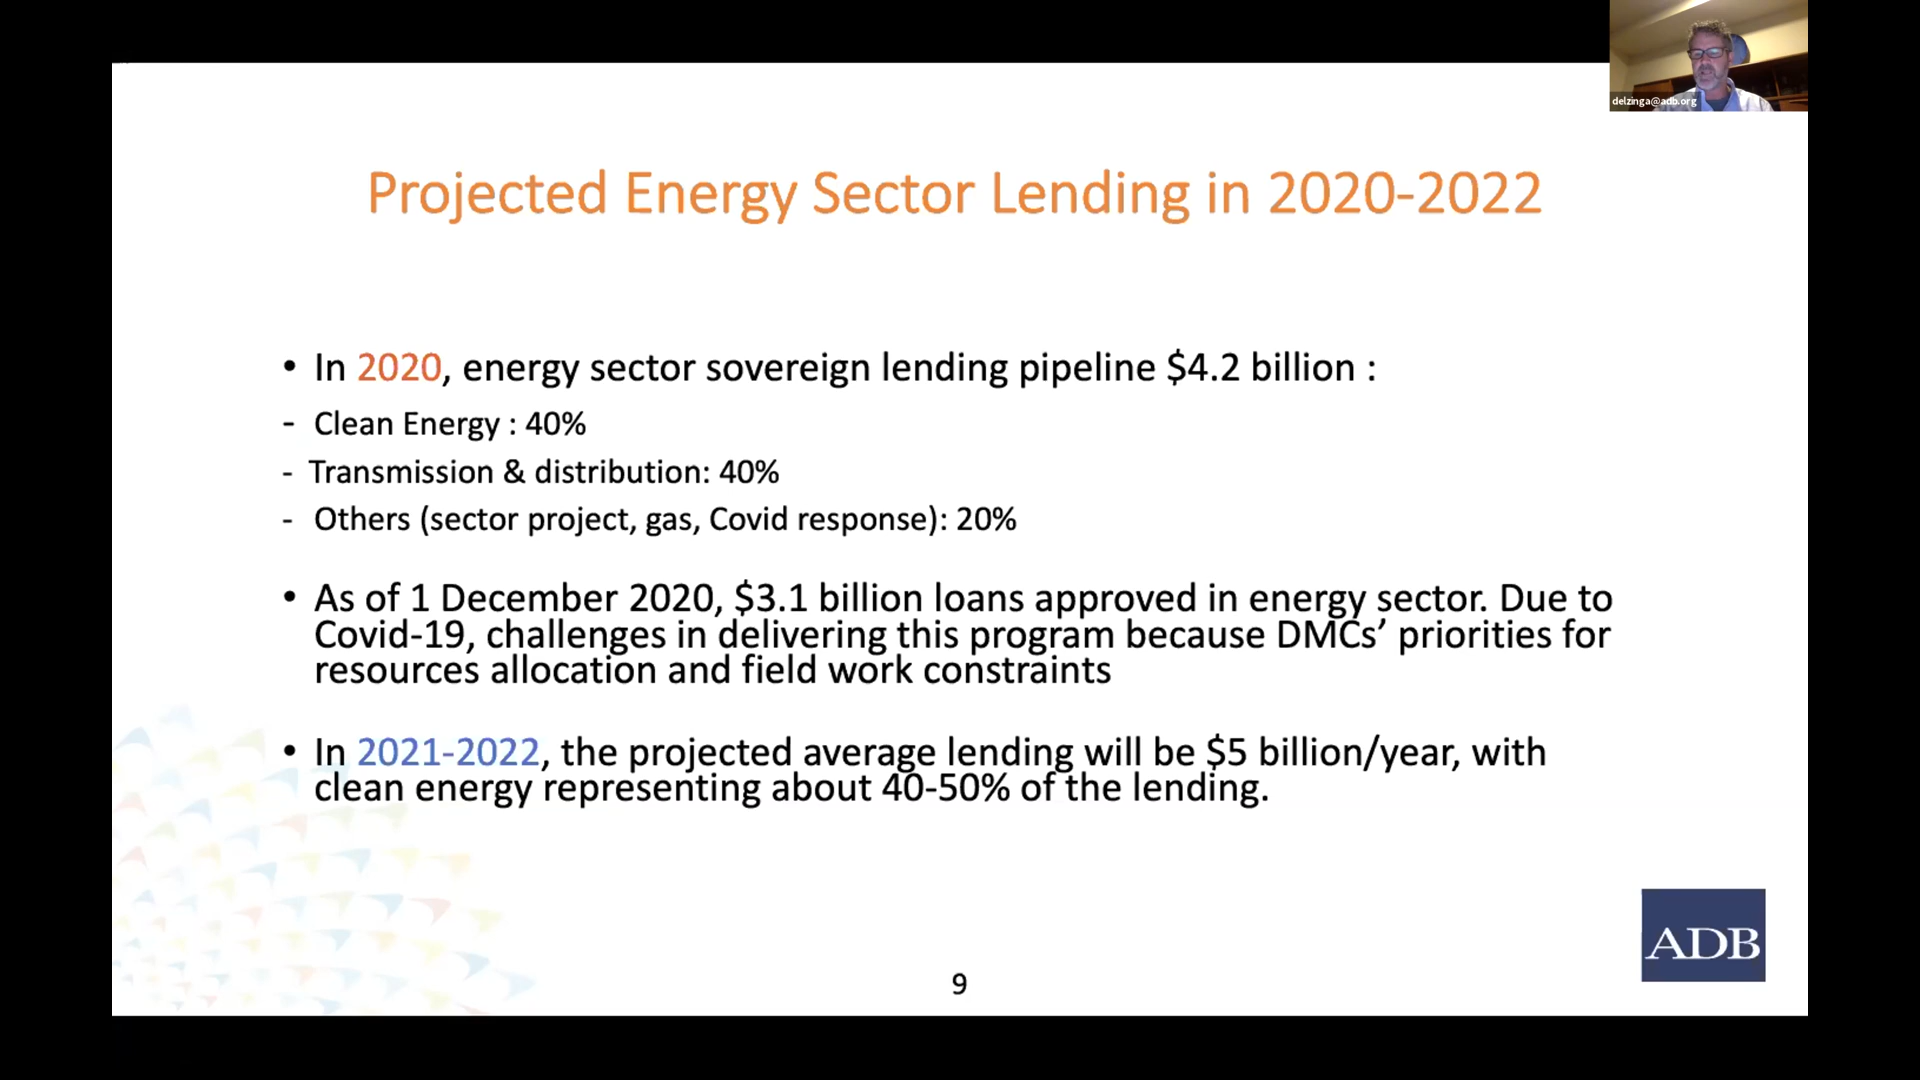 delzinga@adb.org
Projected Energy Sector Lending in 2020-2022
• In 2020, energy sector sovereign lending pipeline $4.2 billion :
- Clean Energy : 40%
- Transmission & distribution: 40%
- Others (sector project, gas, Covid response): 20%
• As of 1 December 2020, $3.1 billion loans approved in energy sector. Due to
Covid-19, challenges in delivering this program because DMCs’ priorities for
resources allocation and field work constraints
• In 2021-2022, the projected average lending will be $5 billion/year, with
clean energy representing about 40-50% of the lending.
ADB
9